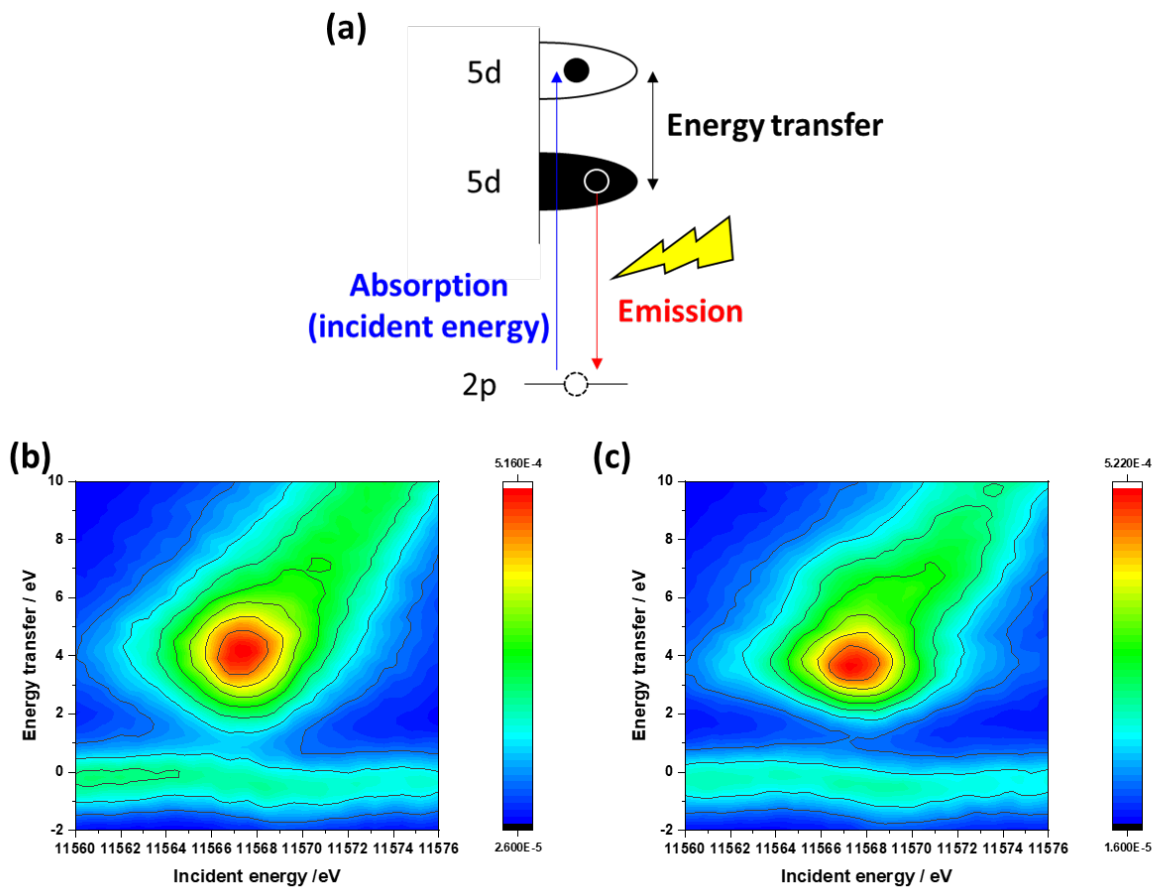 (a)
5d
Energy transfer
5d
Absorption
(incident energy)
Emission
2p
(b)
5.160E-4
10
8
6
4
2
0
-2
Energy transfer / eV
11560 11562 11564 11566 11568 11570 11572 11574 11576
Incident energy /eV
2.600E-5
(c)
5.220E-4
10
8
6
4
2
0
-2
Energy transfer / eV
11560 11562 11564 11566 11568 11570 11572 11574 11576
Incident energy / eV
1.600E-5